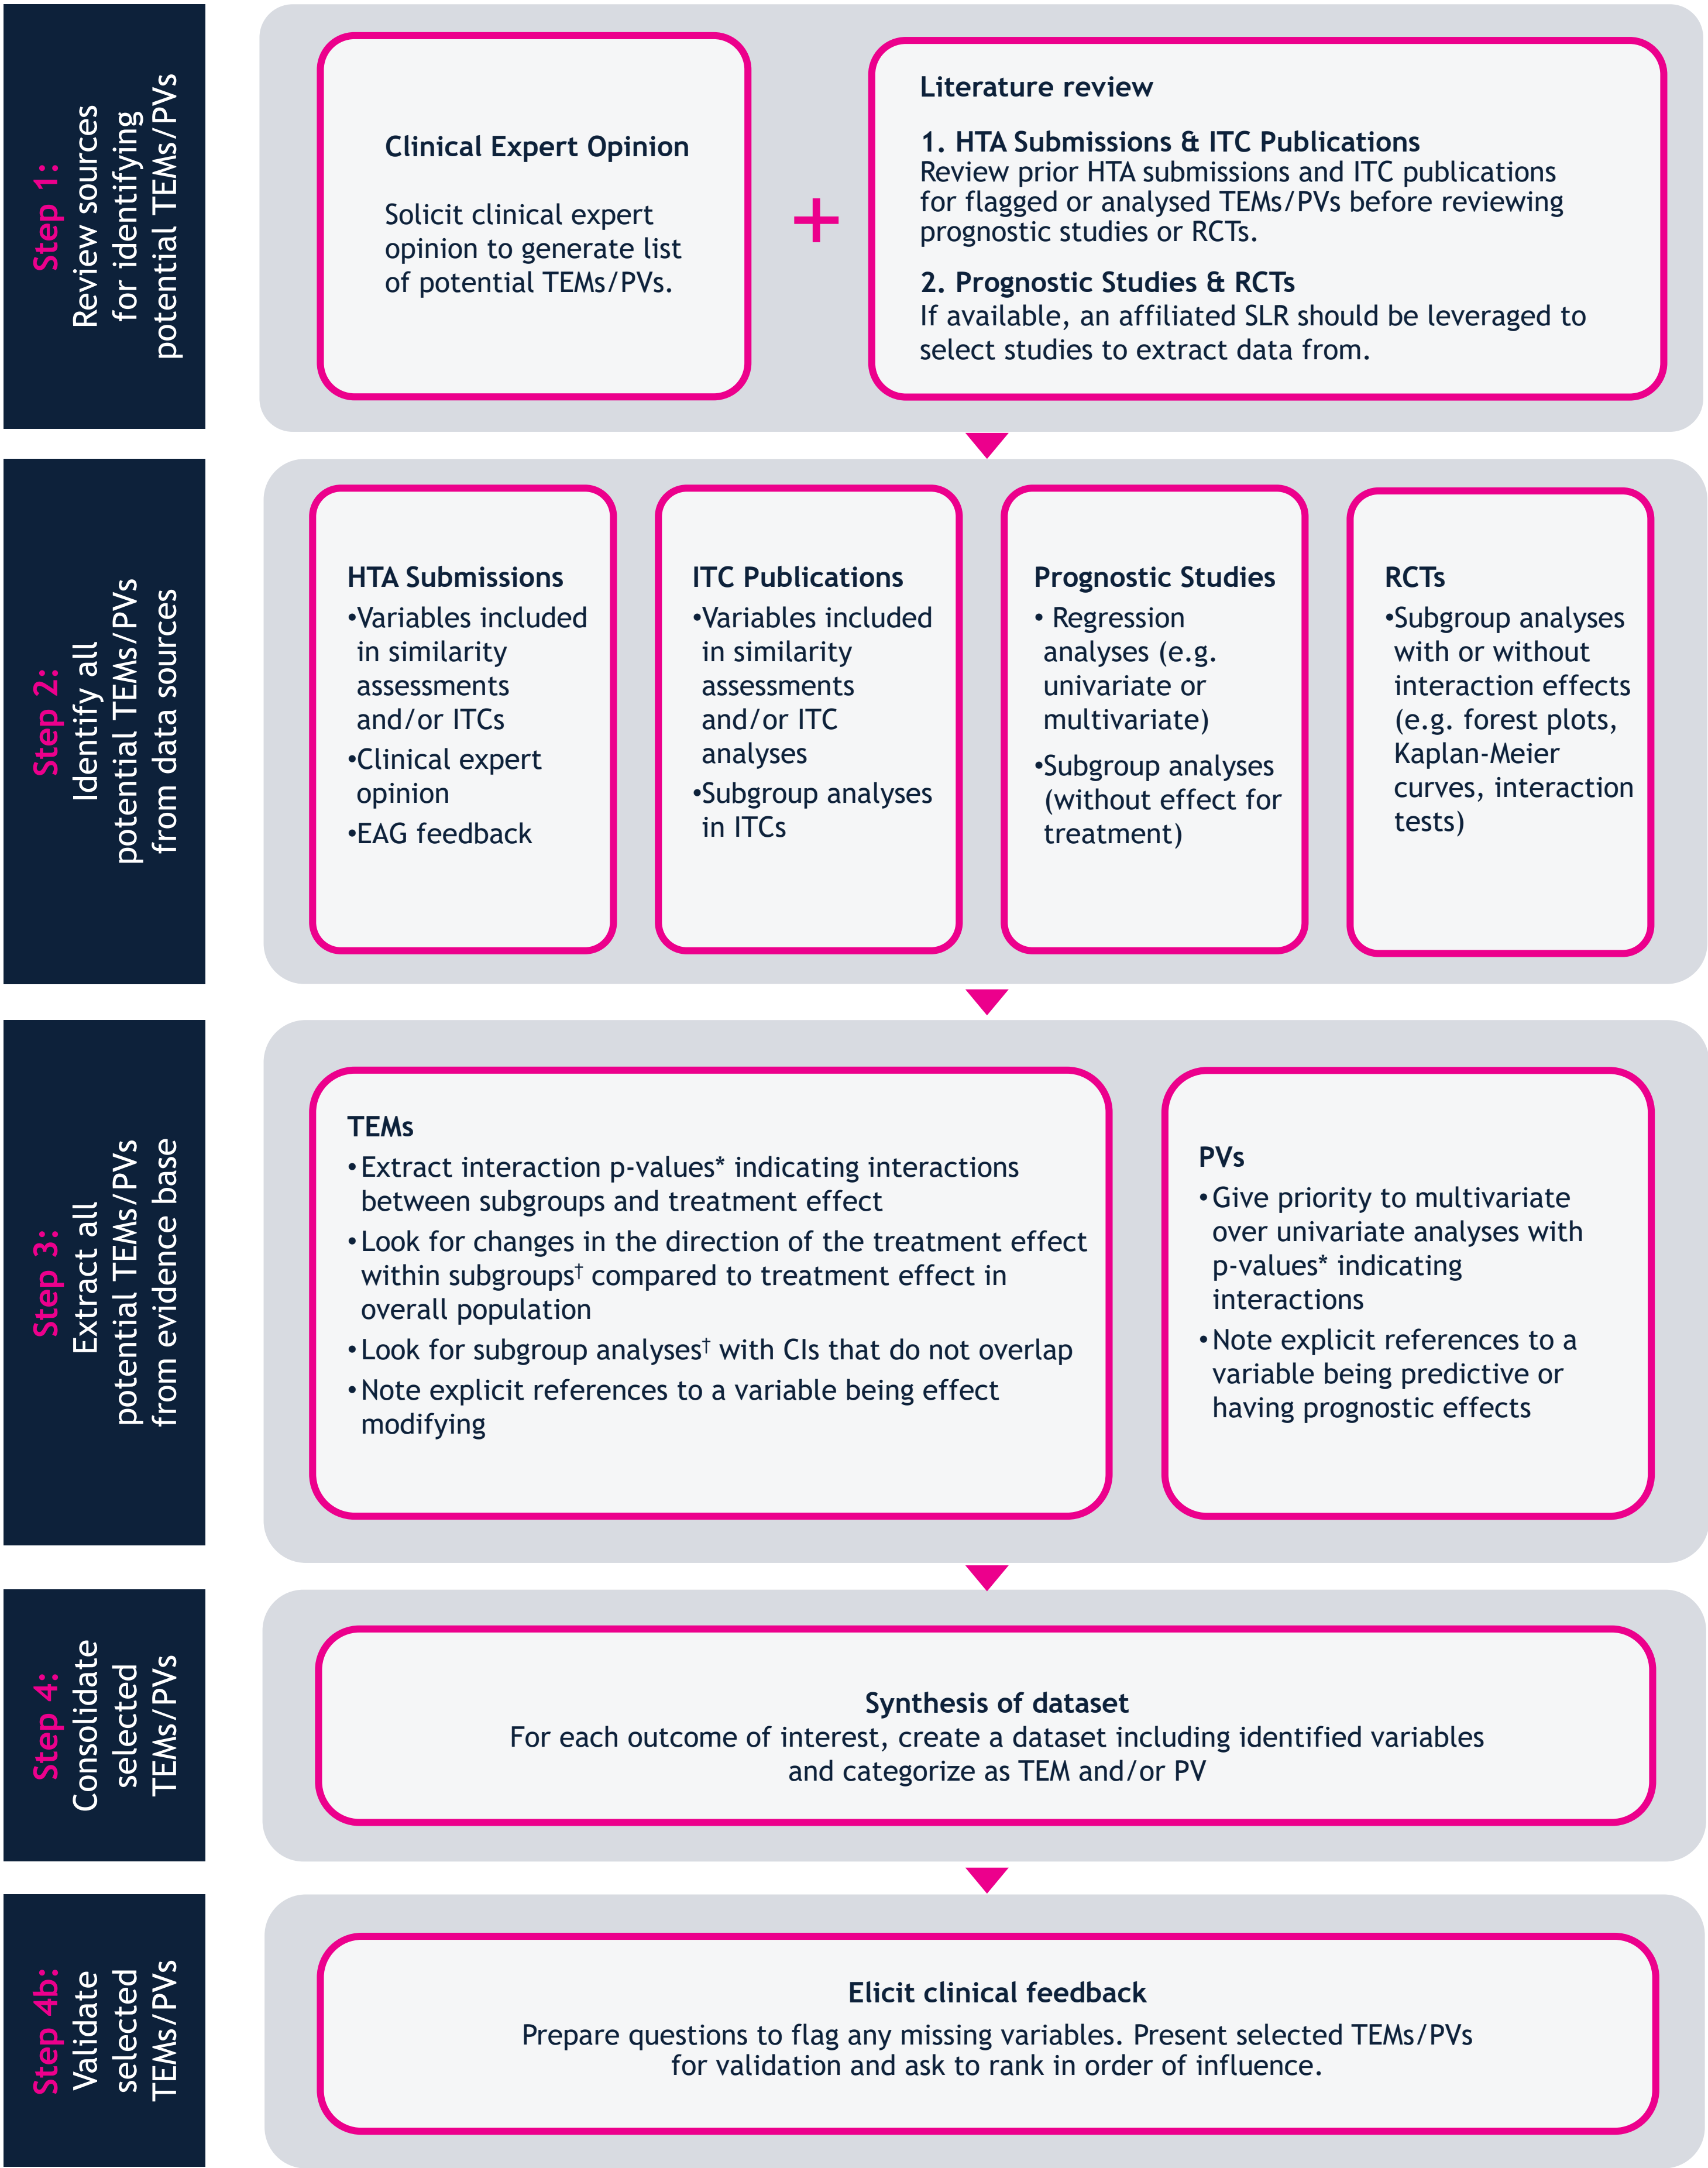 Step 1:
Review sources
for identifying
potential TEMs/PVs
Clinical Expert Opinion
Solicit clinical expert
opinion to generate list
of potential TEMs/PVs.
+
Literature review
1. HTA Submissions & ITC Publications
Review prior HTA submissions and ITC publications
for flagged or analysed TEMs/PVs before reviewing
prognostic studies or RCTs.
2. Prognostic Studies & RCTs
If available, an affiliated SLR should be leveraged to
select studies to extract data from.
Step 2:
Identify all
potential TEMs/PVs
from data sources
HTA Submissions
•Variables included
in similarity
assessments
and/or ITCs
•Clinical expert
opinion
•EAG feedback
ITC Publications
•Variables included
in similarity
assessments
and/or ITC
analyses
•Subgroup analyses
in ITCs
Prognostic Studies
• Regression
analyses (e.g.
univariate or
multivariate)
•Subgroup analyses
(without effect for
treatment)
RCTs
•Subgroup analyses
with or without
interaction effects
(e.g. forest plots,
Kaplan-Meier
curves, interaction
tests)
Step 3:
Extract all
potential TEMs/PVs
from evidence base
TEMs
•Extract interaction p-values* indicating interactions
between subgroups and treatment effect
•Look for changes in the direction of the treatment effect
within subgroups† compared to treatment effect in
overall population
•Look for subgroup analyses† with CIs that do not overlap
•Note explicit references to a variable being effect
modifying
PVs
•Give priority to multivariate
over univariate analyses with
p-values* indicating
interactions
•Note explicit references to a
variable being predictive or
having prognostic effects
Step 4:
Consolidate
selected
TEMs/PVs
Synthesis of dataset
For each outcome of interest, create a dataset including identified variables
and categorize as TEM and/or PV
Step 4b:
Validate
selected
TEMs/PVs
Elicit clinical feedback
Prepare questions to flag any missing variables. Present selected TEMs/PVs
for validation and ask to rank in order of influence.